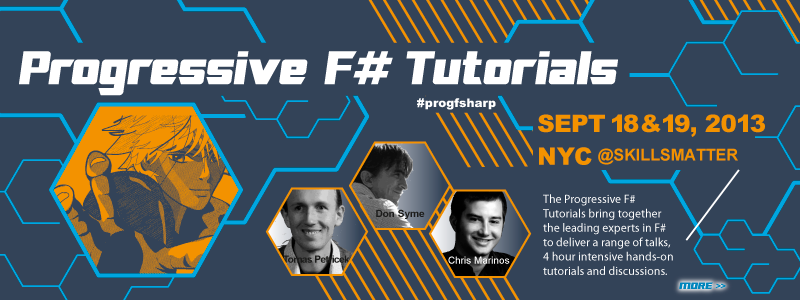 Progressive F# Tutorials
#progfsharp
SEPT 18 & 19, 2013
NYC @SKILLSMATTER
Don Syme
Tomas Petricek
Chris Marinos
The Progressive F#
Tutorials bring together
the leading experts in F#
to deliver a range of talks,
4 hour intensive hands-on
tutorials and discussions.
MORE >>